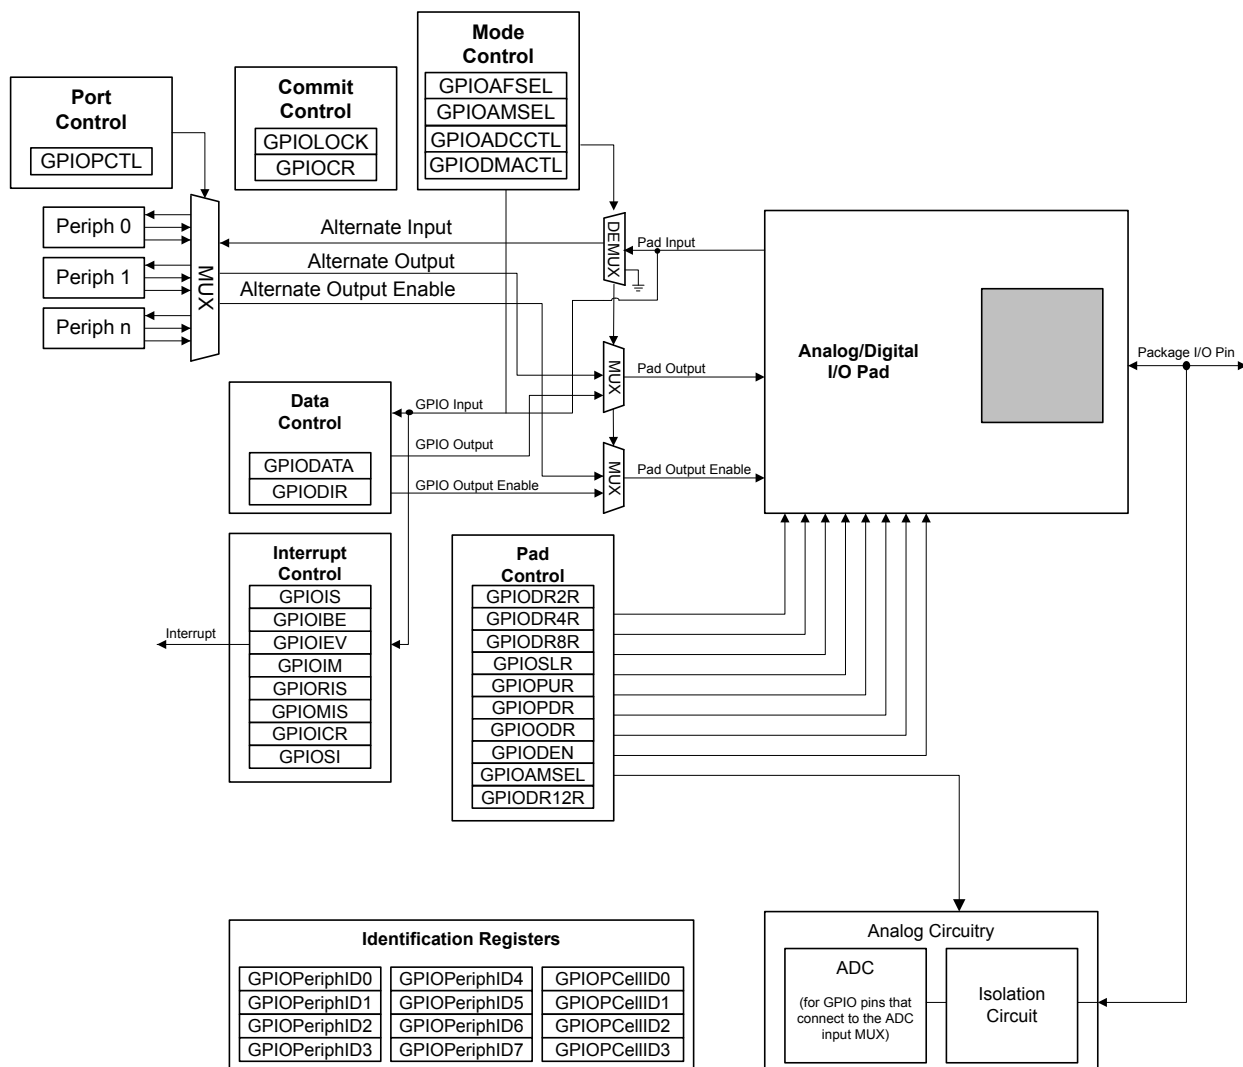 Mode
Control
GPIOAFSEL
GPIOAMSEL
GPIOADCCTL
GPIODMACTL
Commit
Control
GPIOLOCK
GPIOCR
Port
Control
GPIOPCTL
Periph 0
Periph 1
Periph n
MUX
Alternate Input
Alternate Output
Alternate Output Enable
DEMUX
Pad Input
MUX
Pad Output
MUX
Pad Output Enable
Analog/Digital
I/O Pad
Package I/O Pin
Data
Control
GPIODATA
GPIODIR
GPIO Input
GPIO Output
GPIO Output Enable
Interrupt
Control
GPIOIS
GPIOIBE
GPIOIEV
GPIOIM
GPIORIS
GPIOMIS
GPIOICR
GPIOSI
Interrupt
Pad
Control
GPIODR2R
GPIODR4R
GPIODR8R
GPIOSLR
GPIOPUR
GPIOPDR
GPIOODR
GPIODEN
GPIOAMSEL
GPIODR12R
Identification Registers
GPIOPeriphID0
GPIOPeriphID1
GPIOPeriphID2
GPIOPeriphID3
GPIOPeriphID4
GPIOPeriphID5
GPIOPeriphID6
GPIOPeriphID7
GPIOPCellID0
GPIOPCellID1
GPIOPCellID2
GPIOPCellID3
Analog Circuitry
ADC
(for GPIO pins that
connect to the ADC
input MUX)
Isolation
Circuit